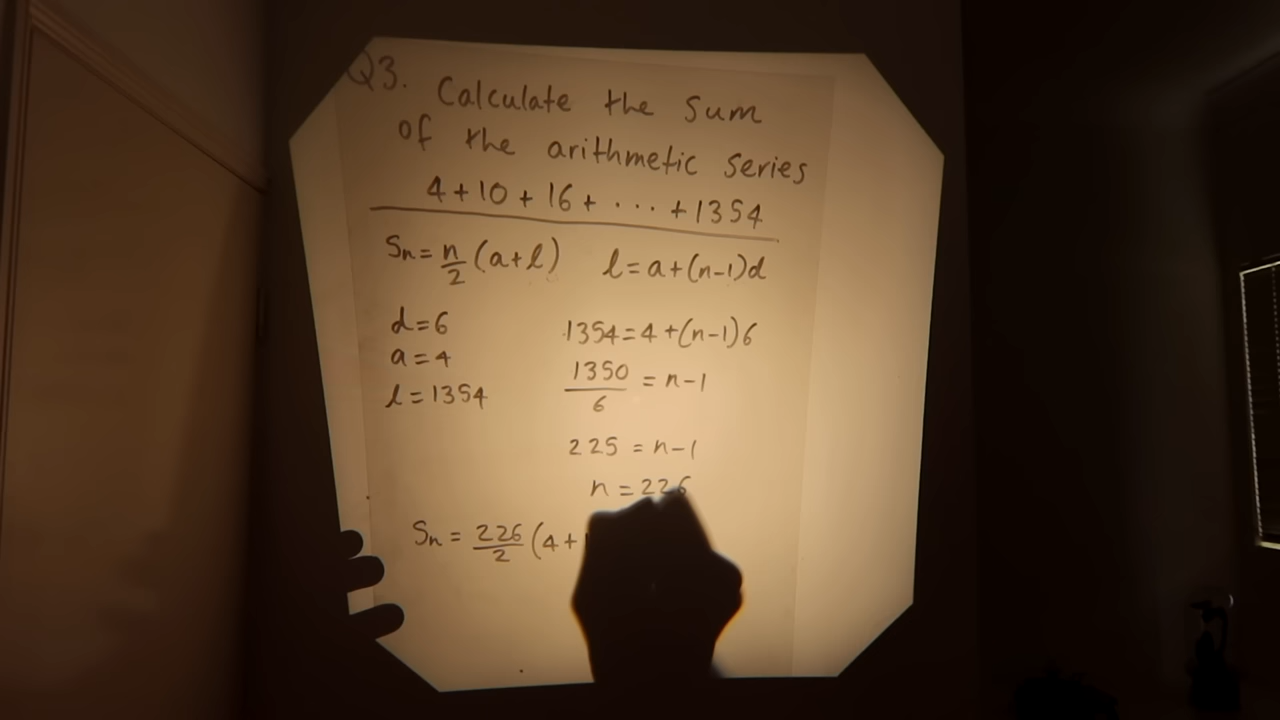 Q3. Calculate the sum
of the arithmetic series
4+10+16+ ··· +1354
Sn = n/2 (a+l)    l=a+(n-1)d
d=6    1354=4+(n-1)6
a=4    1350/6 = n-1
l=1354
225 = n-1
n = 226
Sn = 226/2 (4+